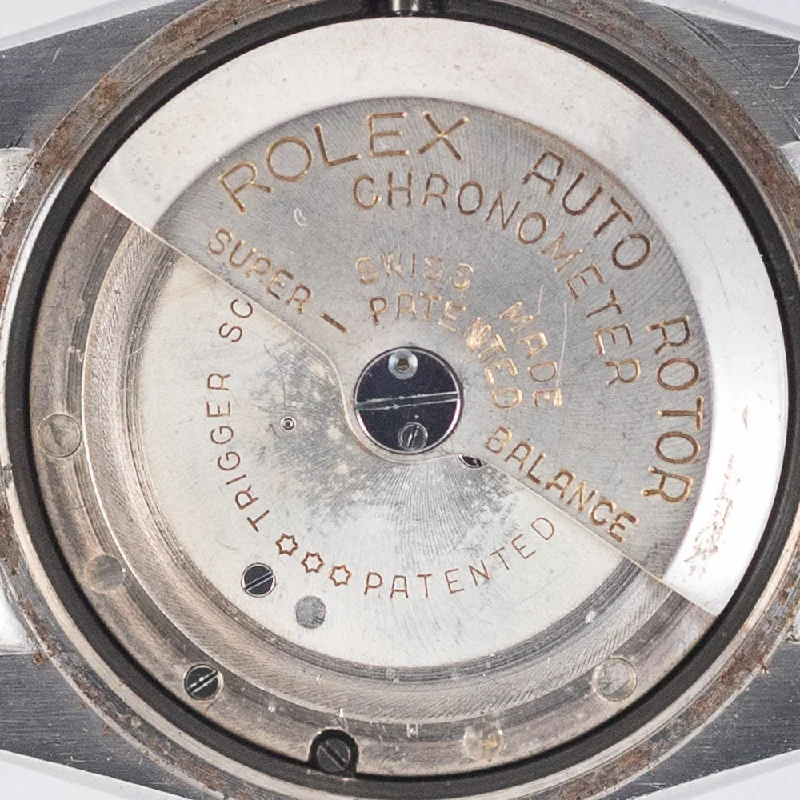 ROLEX AUTO ROTOR
CHRONOMETER
SUPER - BALANCE
SWISS MADE
PATENTED
TRIGGER SC
PATENTED